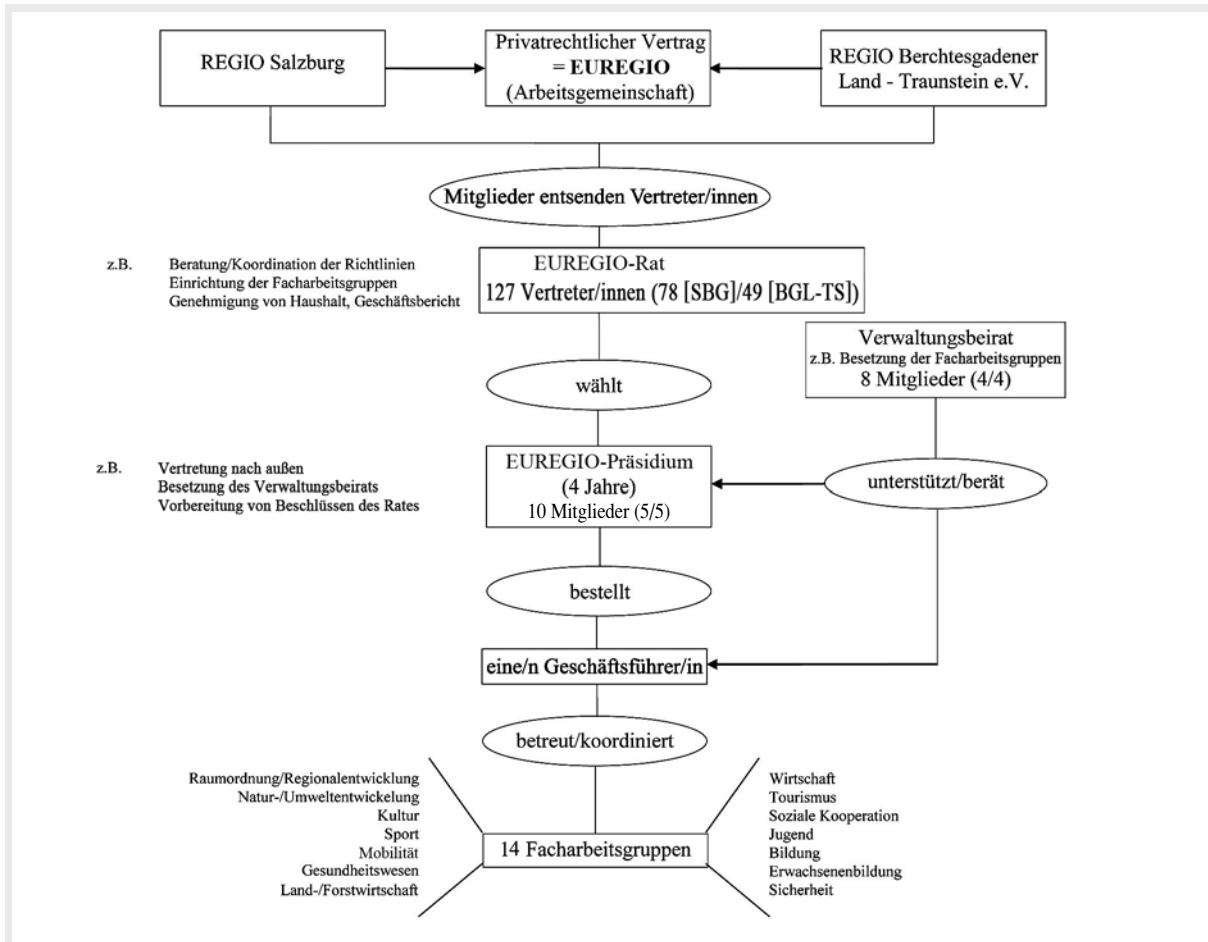 REGIO Salzburg
Privatrechtlicher Vertrag
= EUREGIO
(Arbeitsgemeinschaft)
REGIO Berchtesgadener
Land - Traunstein e.V.
Mitglieder entsenden Vertreter/innen
z.B. Beratung/Koordination der Richtlinien
Einrichtung der Facharbeitsgruppen
Genehmigung von Haushalt, Geschäftsbericht
EUREGIO-Rat
127 Vertreter/innen (78 [SBG]/49 [BGL-TS])
Verwaltungsbeirat
z.B. Besetzung der Facharbeitsgruppen
8 Mitglieder (4/4)
wählt
z.B. Vertretung nach außen
Besetzung des Verwaltungsbeirats
Vorbereitung von Beschlüssen des Rates
EUREGIO-Präsidium
(4 Jahre)
10 Mitglieder (5/5)
unterstützt/berät
bestellt
eine/n Geschäftsführer/in
betreut/koordiniert
Raumordnung/Regionalentwicklung
Natur-/Umweltentwickelung
Kultur
Sport
Mobilität
Gesundheitswesen
Land-/Forstwirtschaft
14 Facharbeitsgruppen
Wirtschaft
Tourismus
Soziale Kooperation
Jugend
Bildung
Erwachsenenbildung
Sicherheit